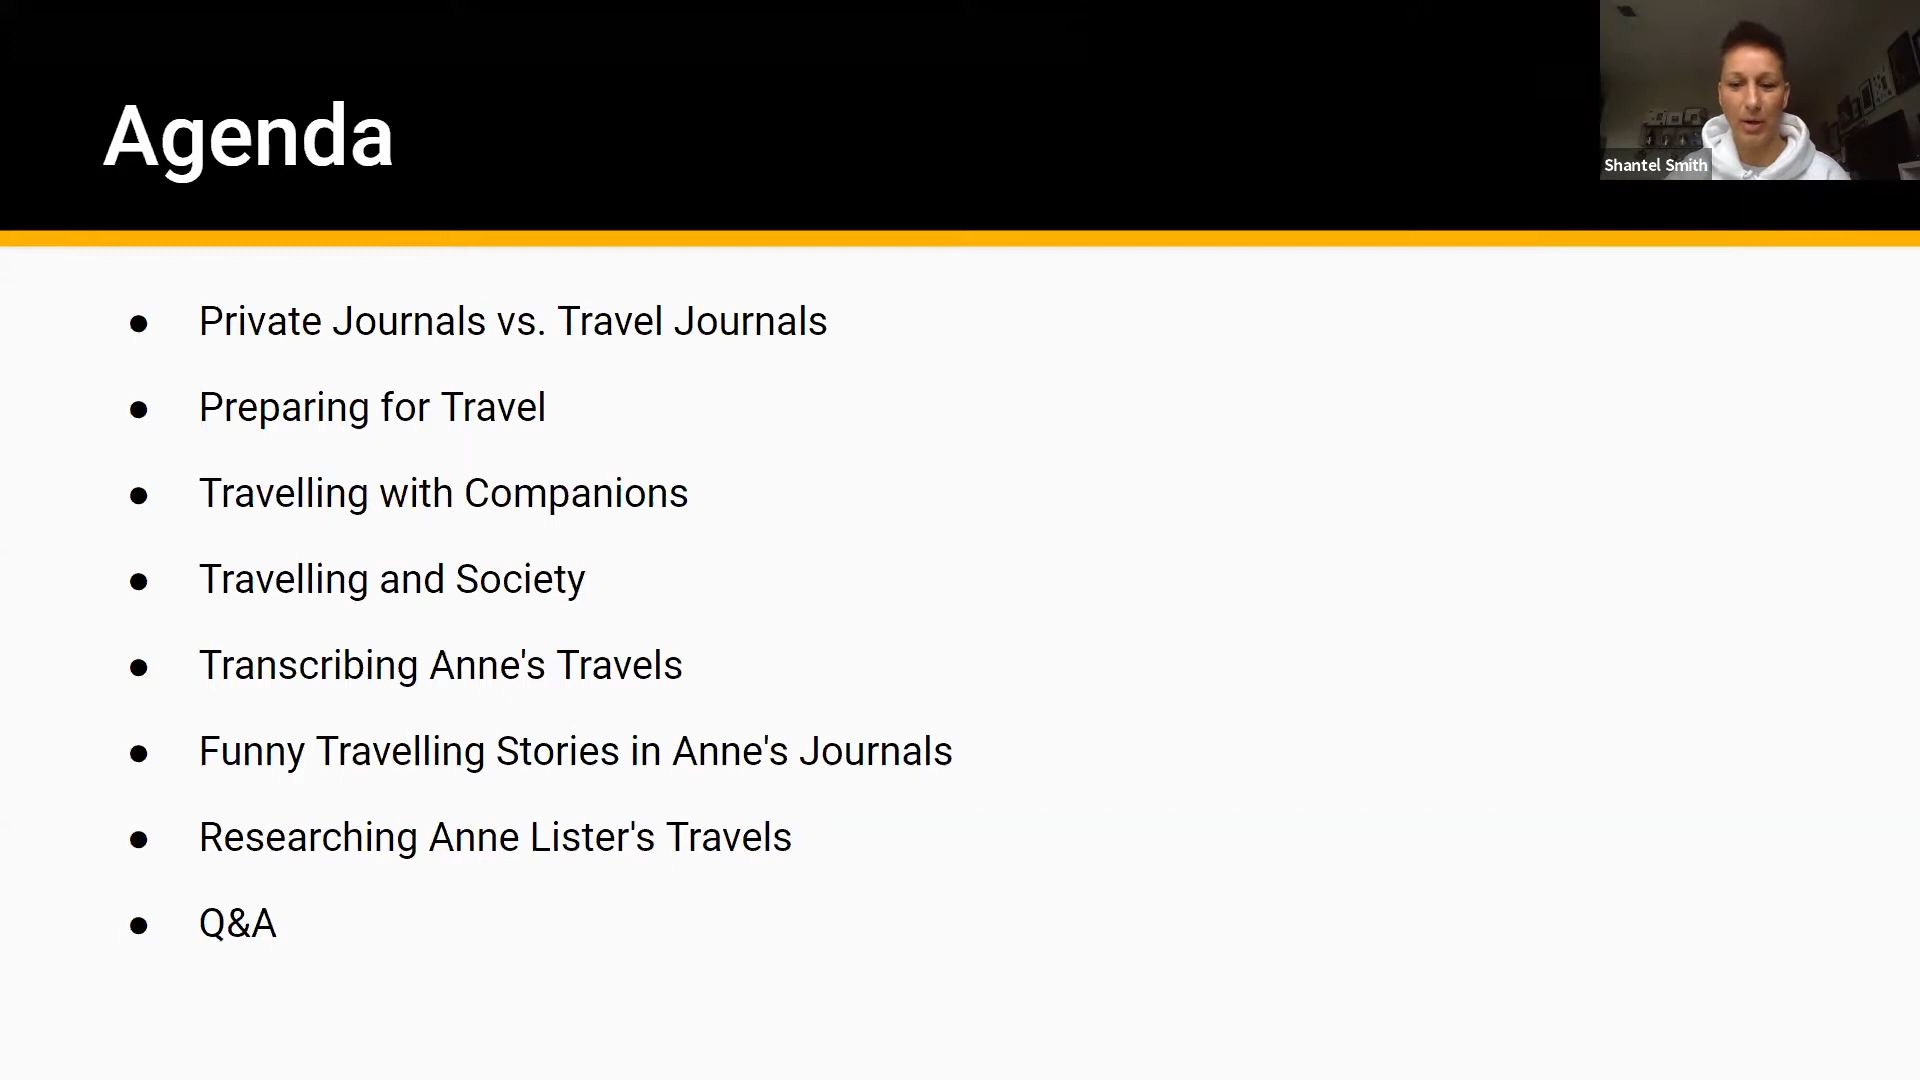 Agenda
Shantel Smith
Private Journals vs. Travel Journals
Preparing for Travel
Travelling with Companions
Travelling and Society
Transcribing Anne's Travels
Funny Travelling Stories in Anne's Journals
Researching Anne Lister's Travels
Q&A